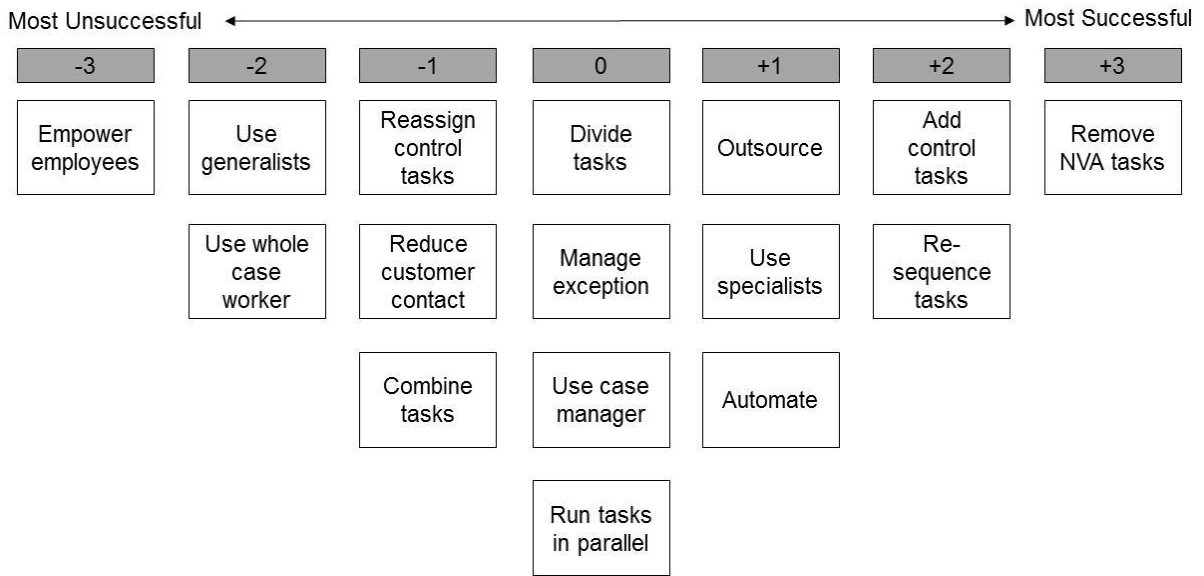 Most Unsuccessful
Most Successful
-3
-2
-1
0
+1
+2
+3
Empower
employees
Use
generalists
Reassign
control
tasks
Divide
tasks
Outsource
Add
control
tasks
Remove
NVA tasks
Use whole
case
worker
Reduce
customer
contact
Manage
exception
Use
specialists
Re-
sequence
tasks
Combine
tasks
Use case
manager
Automate
Run tasks
in parallel